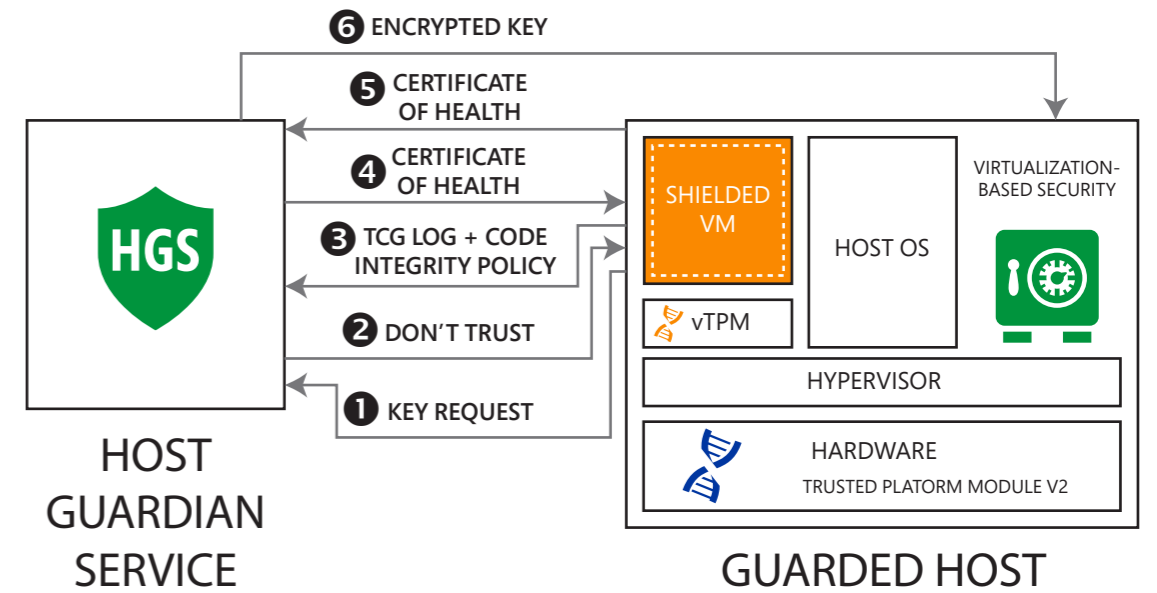 6 ENCRYPTED KEY
5 CERTIFICATE
OF HEALTH
4 CERTIFICATE
OF HEALTH
3 TCG LOG + CODE
INTEGRITY POLICY
2 DON'T TRUST
1 KEY REQUEST
HGS
HOST
GUARDIAN
SERVICE
SHIELDED
VM
HOST OS
VIRTUALIZATION-
BASED SECURITY
vTPM
HYPERVISOR
HARDWARE
TRUSTED PLATORM MODULE V2
GUARDED HOST